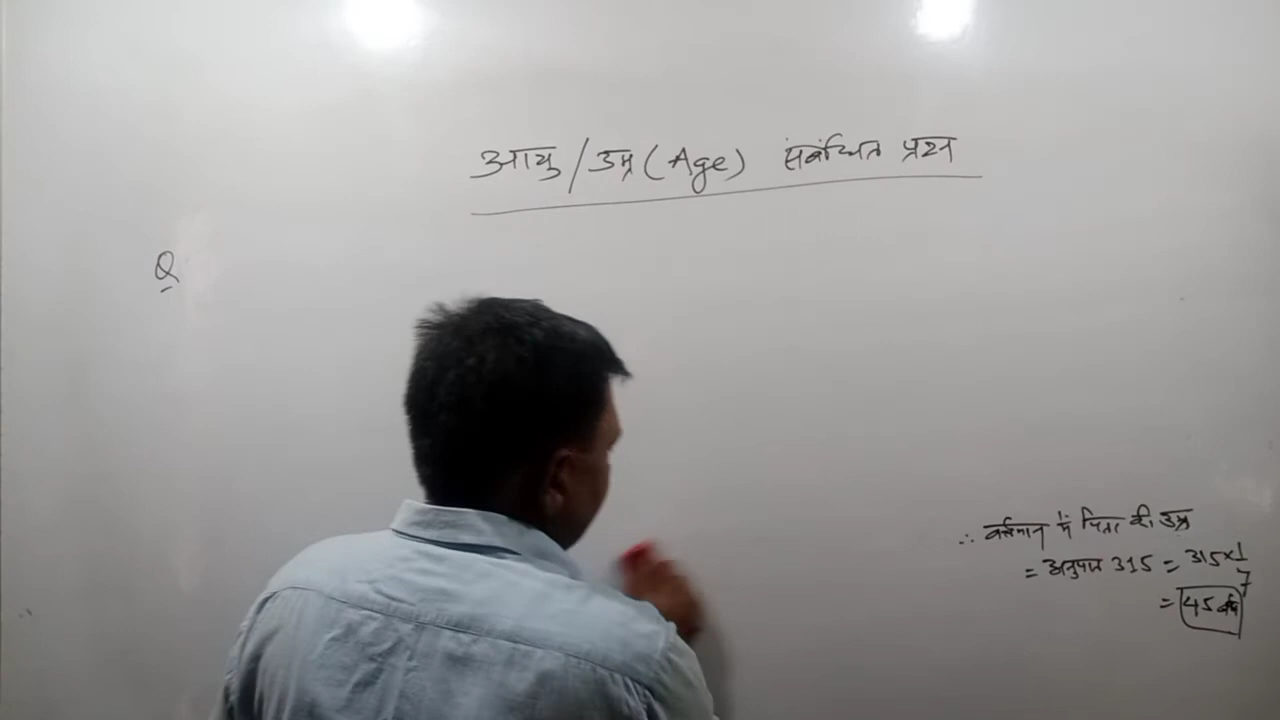 आयु/उम्र (Age) संबंधित प्रश्न
Q
∴ वर्तमान में पिता की उम्र
= अनुपात 315 = 315 × 1/7
= 45 वर्ष